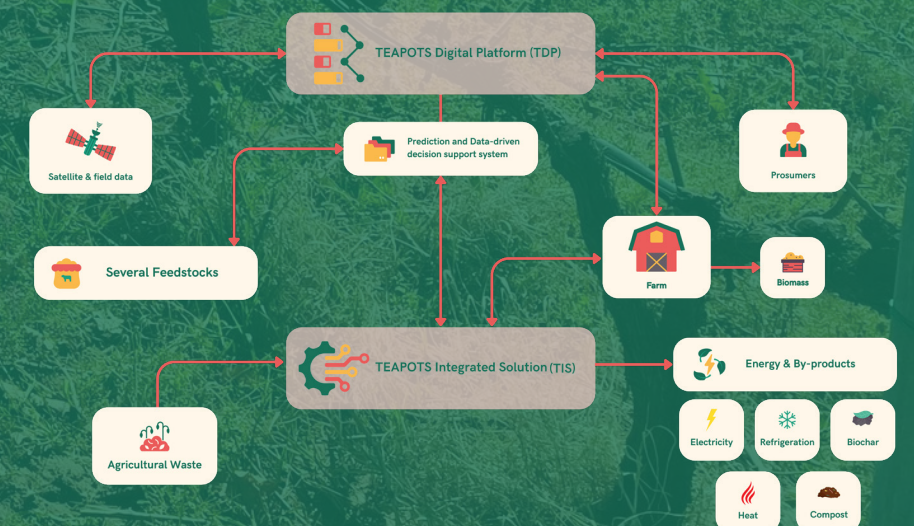 TEAPOTS Digital Platform (TDP)
Prediction and Data-driven
decision support system
Satellite & field data
Prosumers
Several Feedstocks
Farm
Biomass
TEAPOTS Integrated Solution (TIS)
Energy & By-products
Electricity
Refrigeration
Biochar
Agricultural Waste
Heat
Compost